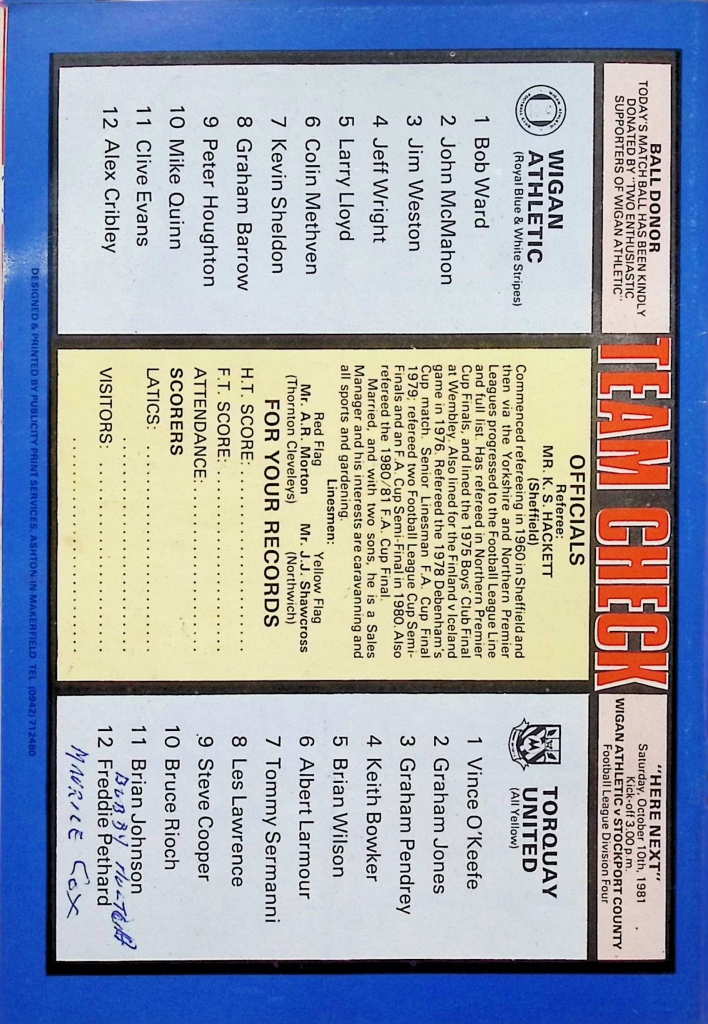 BALL DONOR
TODAY'S MATCH BALL HAS BEEN KINDLY
DONATED BY "TWO ENTHUSIASTIC
SUPPORTERS OF WIGAN ATHLETIC"
TEAM CHECK
"HERE NEXT"
Saturday, October 10th, 1981
Kick-off 3.00 p.m.
WIGAN ATHLETIC v STOCKPORT COUNTY
Football League Division Four
WIGAN
ATHLETIC
(Royal Blue & White Stripes)
1 Bob Ward
2 John McMahon
3 Jim Weston
4 Jeff Wright
5 Larry Lloyd
6 Colin Methven
7 Kevin Sheldon
8 Graham Barrow
9 Peter Houghton
10 Mike Quinn
11 Clive Evans
12 Alex Cribley
OFFICIALS
Referee:
MR. K. S. HACKETT
(Sheffield)
Commenced refereeing in 1960 in Sheffield and
then via the Yorkshire and Northern Premier
Leagues progressed to the Football League Line
and full list. Has refereed in Northern Premier
Cup Finals, and lined the 1975 Boys' Club Final
at Wembley. Also lined for the Finland v Iceland
game in 1976. Refereed the 1978 Debenham's
Cup match. Senior Linesman F.A. Cup Final
1979; refereed two Football League Cup Semi-
Finals and an F.A. Cup Semi-Final in 1980. Also
refereed the 1980/81 F.A. Cup Final.
Married, and with two sons, he is a Sales
Manager and his interests are caravanning and
all sports and gardening.
Linesmen:
Red Flag Yellow Flag
Mr. A.R. Morton Mr. J.J. Shawcross
(Thornton Cleveleys) (Northwich)
FOR YOUR RECORDS
H.T. SCORE:
F.T. SCORE:
ATTENDANCE
SCORERS
LATICS:
VISITORS:
TORQUAY
UNITED
(All Yellow)
1 Vince O'Keefe
2 Graham Jones
3 Graham Pendrey
4 Keith Bowker
5 Brian Wilson
6 Albert Larmour
7 Tommy Sermanni
8 Les Lawrence
9 Steve Cooper
10 Bruce Rioch
11 Brian Johnson
12 Freddie Pethard
MAURICE COX
DESIGNED & PRINTED BY PUBLICITY PRINT SERVICES, ASHTON-IN-MAKERFIELD. TEL. (0942) 712480